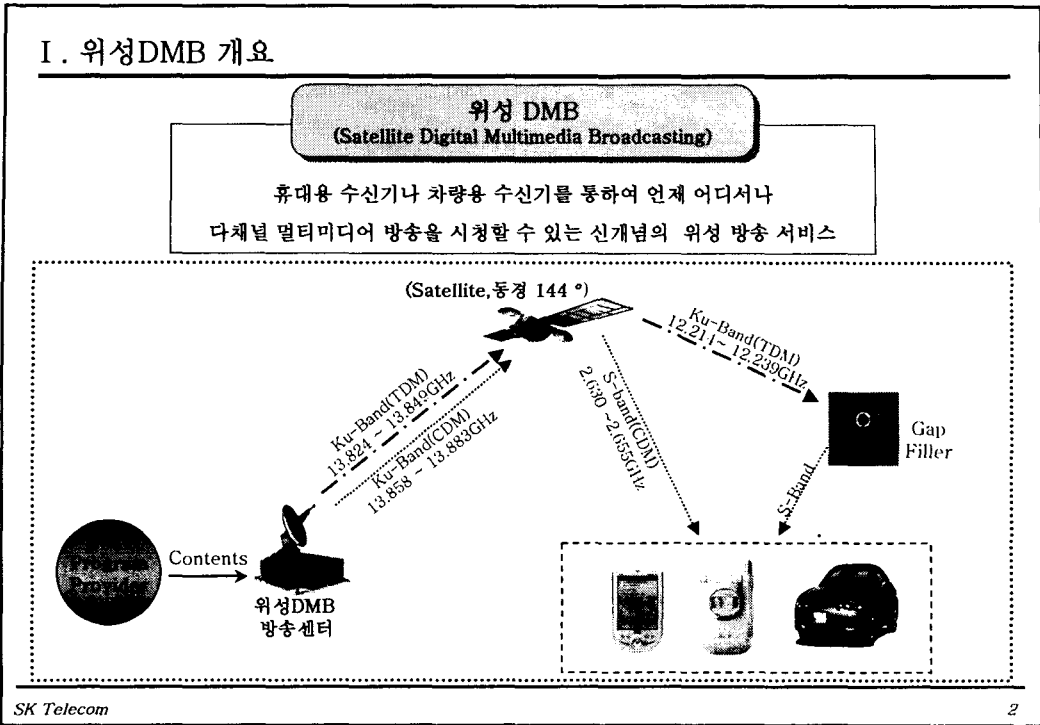 I. 위성DMB 개요
위성 DMB
(Satellite Digital Multimedia Broadcasting)
휴대용 수신기나 차량용 수신기를 통하여 언제 어디서나
다채널 멀티미디어 방송을 시청할 수 있는 신개념의 위성 방송 서비스
(Satellite,동경 144 °)
Ku-Band(TDM)
12.214~ 12.239GHz
Ku-Band(TDM)
13.824 ~ 13.849GHz
Ku-Band(CDM)
13.858 ~ 13.883GHz
S-band(CDM)
2.630 ~2.655GHz
Gap
Filler
S-Band
Program
Provider
Contents
위성DMB
방송센터
SK Telecom
2